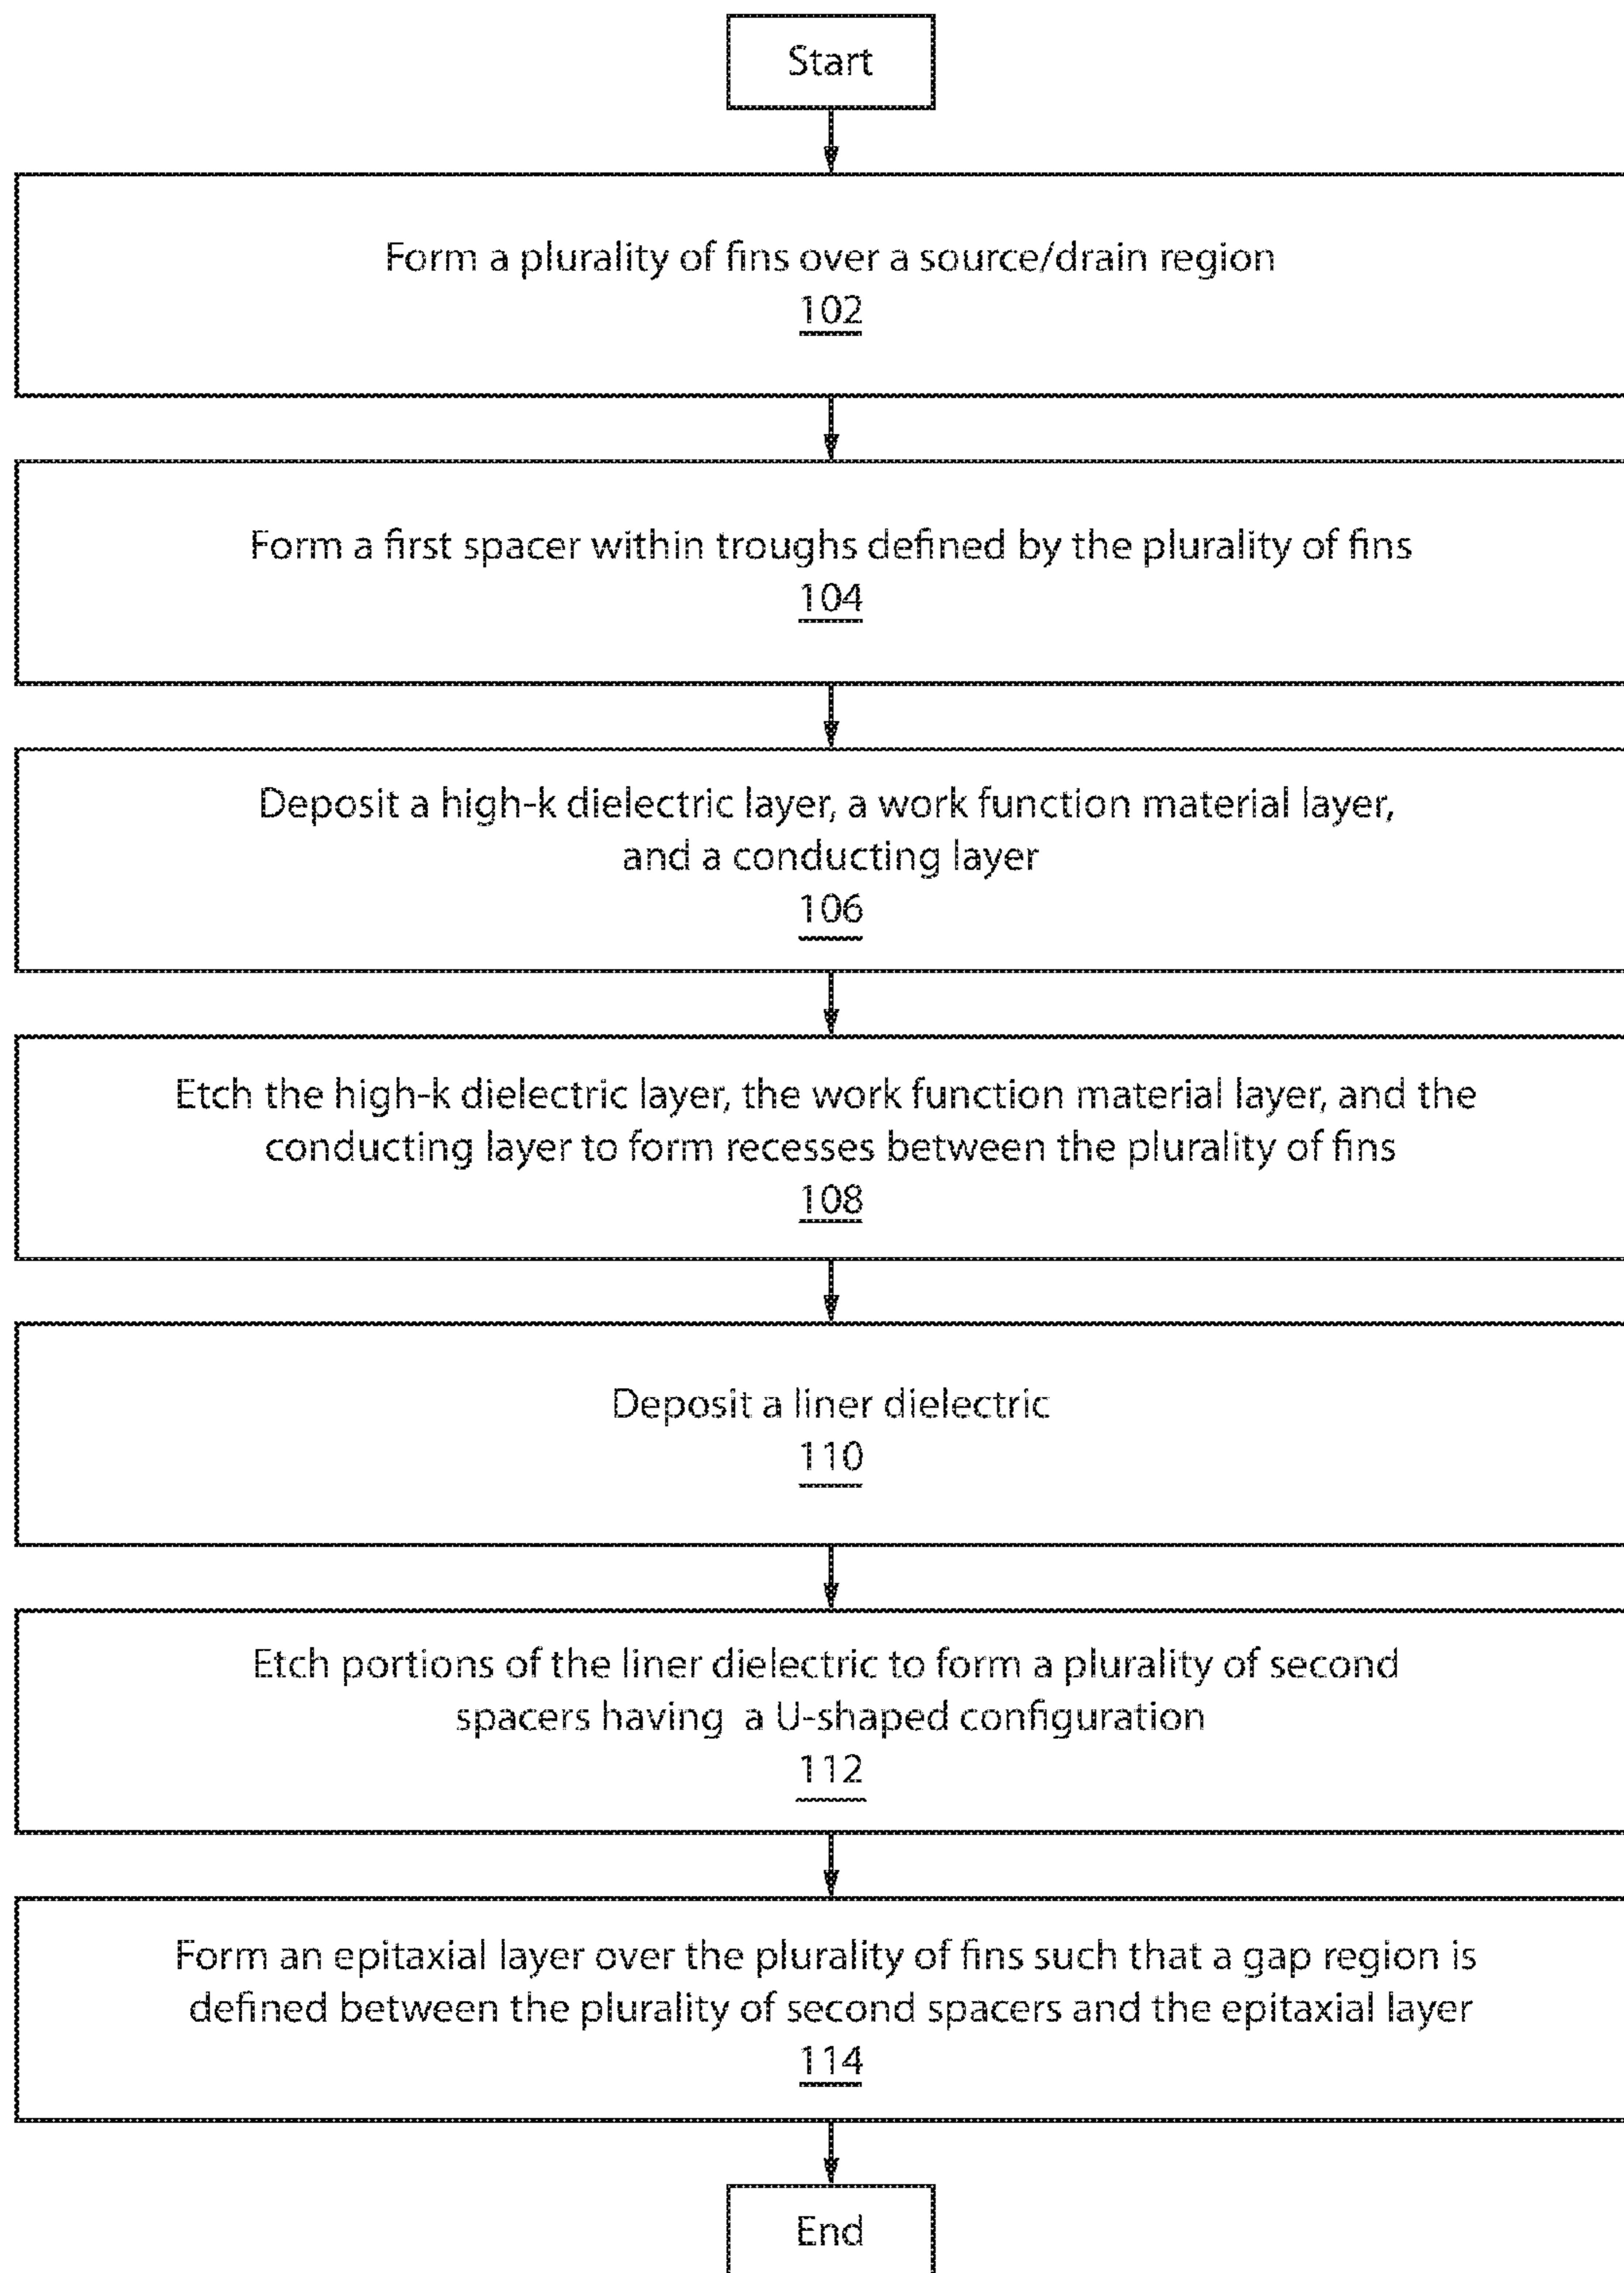 Start
Form a plurality of fins over a source/drain region
102
Form a first spacer within troughs defined by the plurality of fins
104
Deposit a high-k dielectric layer, a work function material layer,
and a conducting layer
106
Etch the high-k dielectric layer, the work function material layer, and the
conducting layer to form recesses between the plurality of fins
108
Deposit a liner dielectric
110
Etch portions of the liner dielectric to form a plurality of second
spacers having a U-shaped configuration
112
Form an epitaxial layer over the plurality of fins such that a gap region is
defined between the plurality of second spacers and the epitaxial layer
114
End